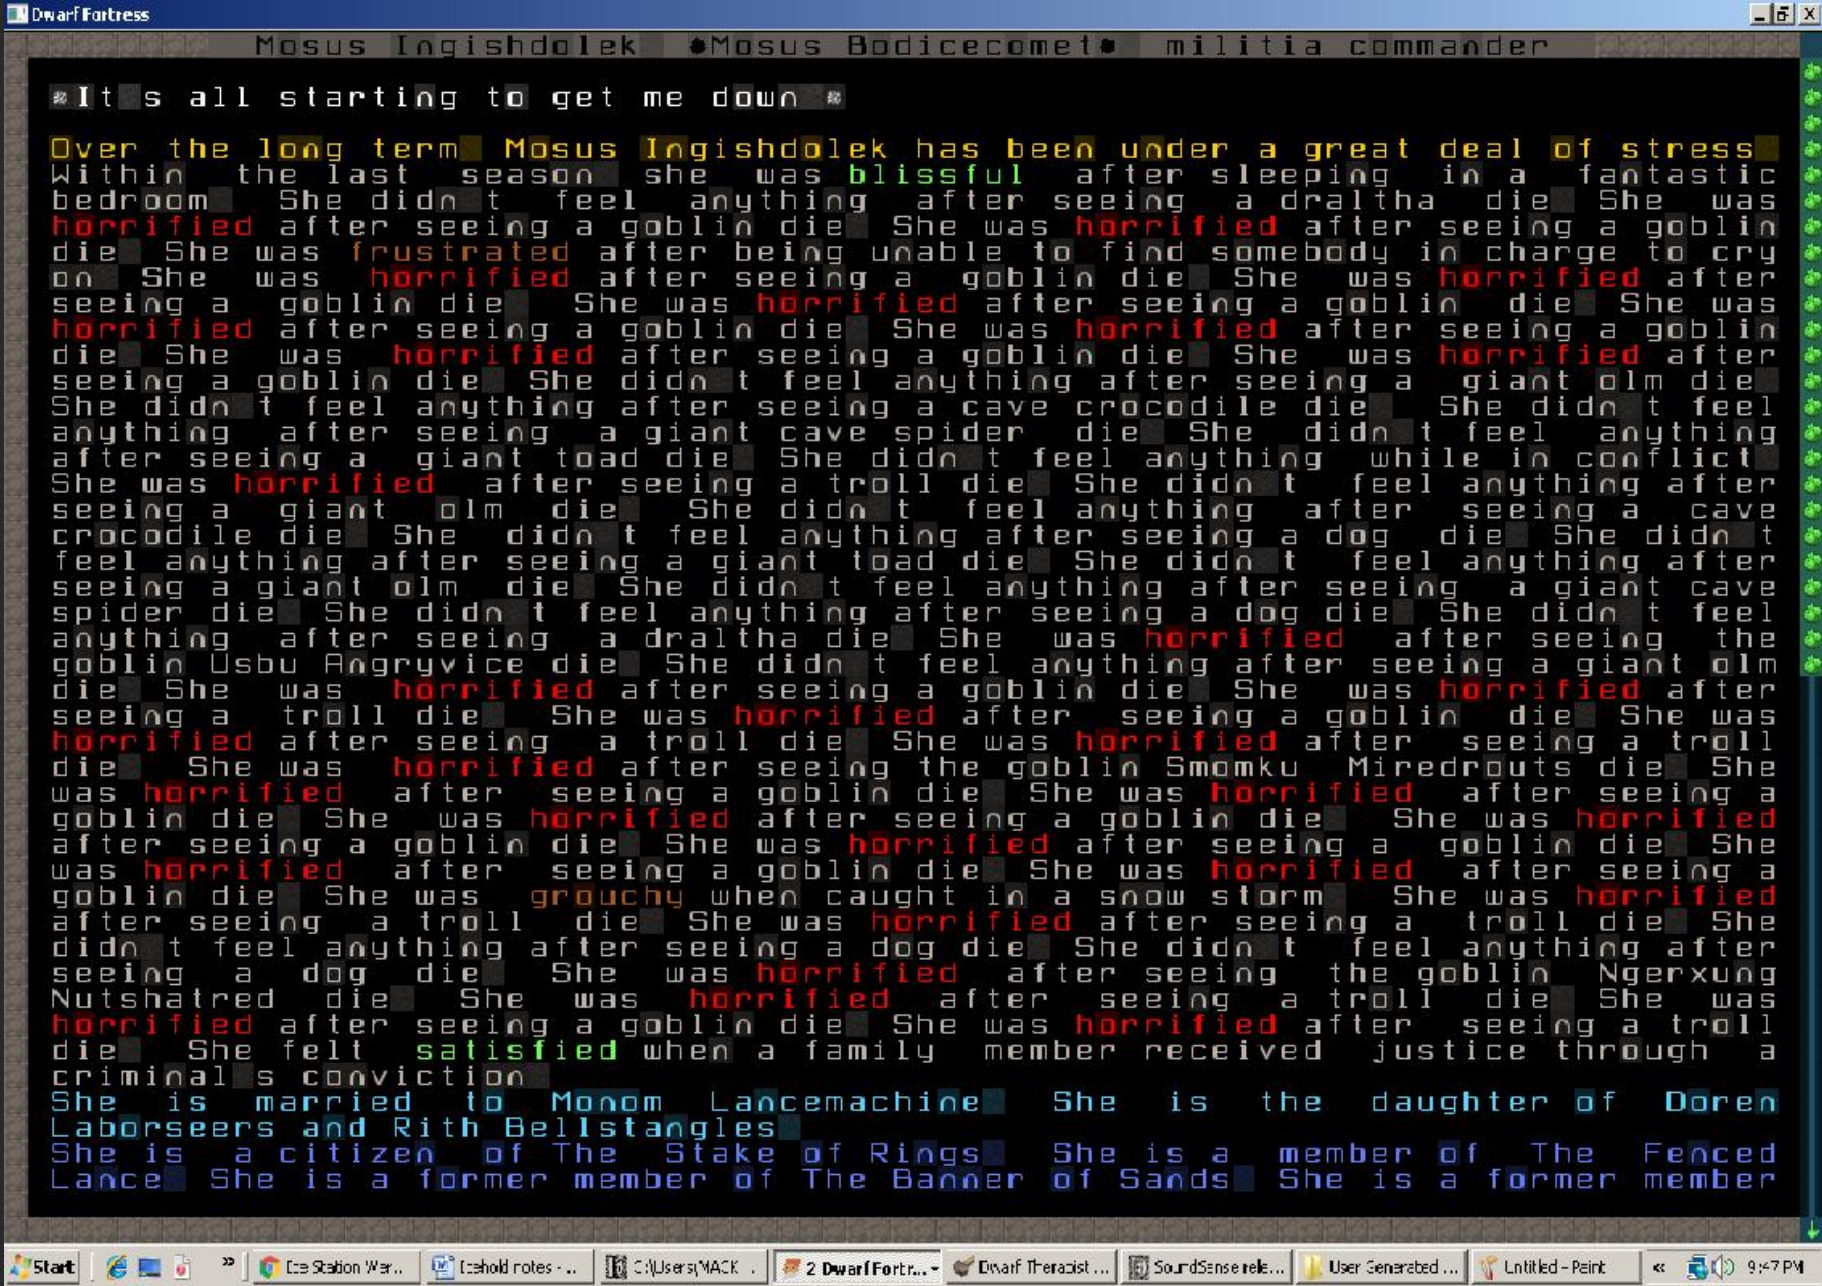 Dwarf Fortress
Mosus Ingishdolek •Mosus Bodicecomet• militia commander
It s all starting to get me down
Over the long term Mosus Ingishdolek has been under a great deal of stress
Within the last season she was blissful after sleeping in a fantastic
bedroom She didn t feel anything after seeing a draltha die She was
horrified after seeing a goblin die She was horrified after seeing a goblin
die She was frustrated after being unable to find somebody in charge to cry
on She was horrified after seeing a goblin die She was horrified after
seeing a goblin die She was horrified after seeing a goblin die She was
horrified after seeing a goblin die She was horrified after seeing a goblin
die She was horrified after seeing a goblin die She was horrified after
seeing a goblin die She didn t feel anything after seeing a giant olm die
She didn t feel anything after seeing a cave crocodile die She didn t feel
anything after seeing a giant cave spider die She didn t feel anything
after seeing a giant toad die She didn t feel anything while in conflict
She was horrified after seeing a troll die She didn t feel anything after
seeing a giant olm die She didn t feel anything after seeing a cave
crocodile die She didn t feel anything after seeing a dog die She didn t
feel anything after seeing a giant toad die She didn t feel anything after
seeing a giant olm die She didn t feel anything after seeing a giant cave
spider die She didn t feel anything after seeing a dog die She didn t feel
anything after seeing a draltha die She was horrified after seeing the
goblin Usbu Angryvice die She didn t feel anything after seeing a giant olm
die She was horrified after seeing a goblin die She was horrified after
seeing a troll die She was horrified after seeing a goblin die She was
horrified after seeing a troll die She was horrified after seeing a troll
die She was horrified after seeing the goblin Smomku Miredrouts die She
was horrified after seeing a goblin die She was horrified after seeing a
goblin die She was horrified after seeing a goblin die She was horrified
after seeing a goblin die She was horrified after seeing a goblin die She
was horrified after seeing a goblin die She was horrified after seeing a
goblin die She was grouchy when caught in a snow storm She was horrified
after seeing a troll die She was horrified after seeing a troll die She
didn t feel anything after seeing a dog die She didn t feel anything after
seeing a dog die She was horrified after seeing the goblin Ngerxung
Nutshatred die She was horrified after seeing a troll die She was
horrified after seeing a goblin die She was horrified after seeing a troll
die She felt satisfied when a family member received justice through a
criminal s conviction
She is married to Monom Lancemachine She is the daughter of Doren
Laborseers and Rith Bellstangles
She is a citizen of The Stake of Rings She is a member of The Fenced
Lance She is a former member of The Banner of Sands She is a former member
Start » Ice Station War... Icehold notes - ... C:\Users\MACK... 2 Dwarf Fortr... Dwarf Therapist ... SoundSense rele... User Generated ... Untitled - Paint « 9:47 PM